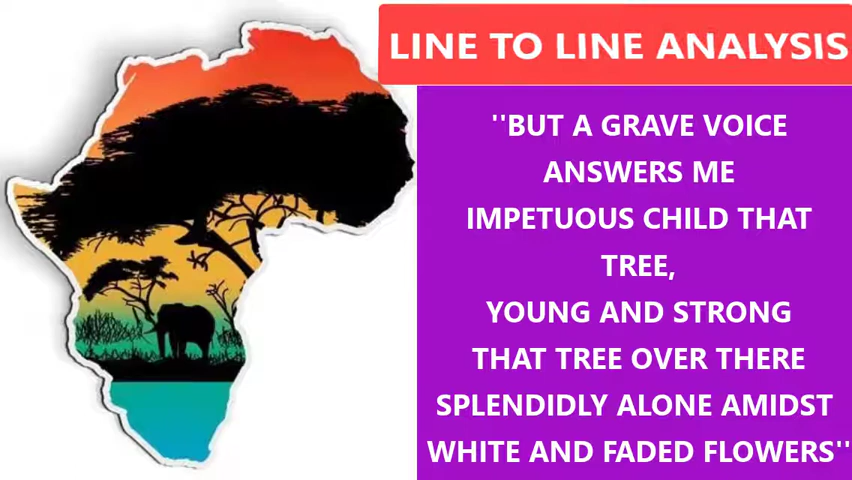 LINE TO LINE ANALYSIS
''BUT A GRAVE VOICE
ANSWERS ME
IMPETUOUS CHILD THAT
TREE,
YOUNG AND STRONG
THAT TREE OVER THERE
SPLENDIDLY ALONE AMIDST
WHITE AND FADED FLOWERS''